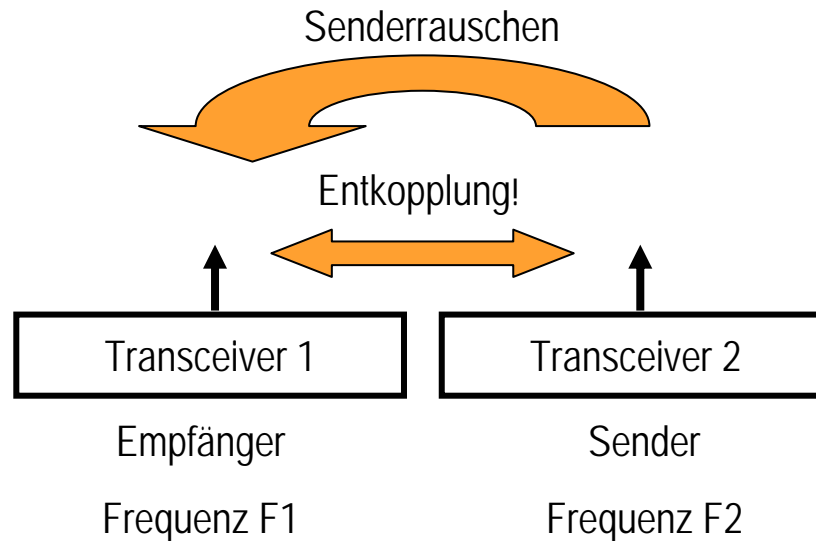 Senderrauschen
Entkopplung!
Transceiver 1
Transceiver 2
Empfänger
Sender
Frequenz F1
Frequenz F2